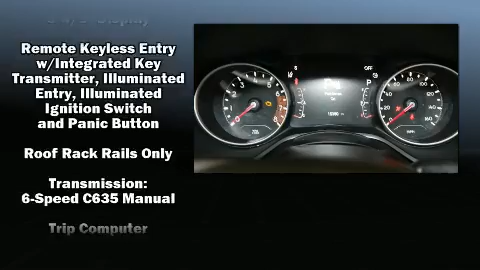 Remote Keyless Entry
w/Integrated Key
Transmitter, Illuminated
Entry, Illuminated
Ignition Switch
and Panic Button
Roof Rack Rails Only
Transmission:
6-Speed C635 Manual
Trip Computer
OFF
P